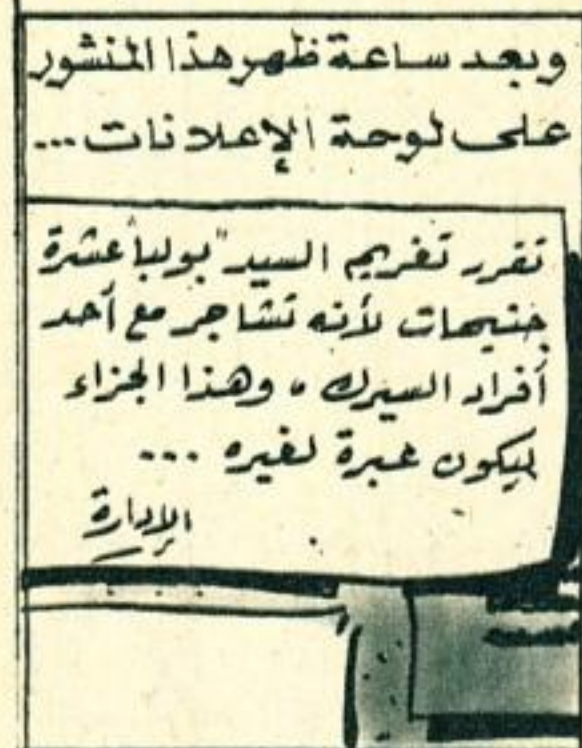 وبعد ساعة ظهر هذا المنشور
على لوحة الإعلانات...
تقرر تغريم السيد "بولبا" عشرة
جنيهات لأنه تشاجر مع أحد
أفراد السيرك ، وهذا الجزاء
ليكون عبرة لغيره ...
الإدارة